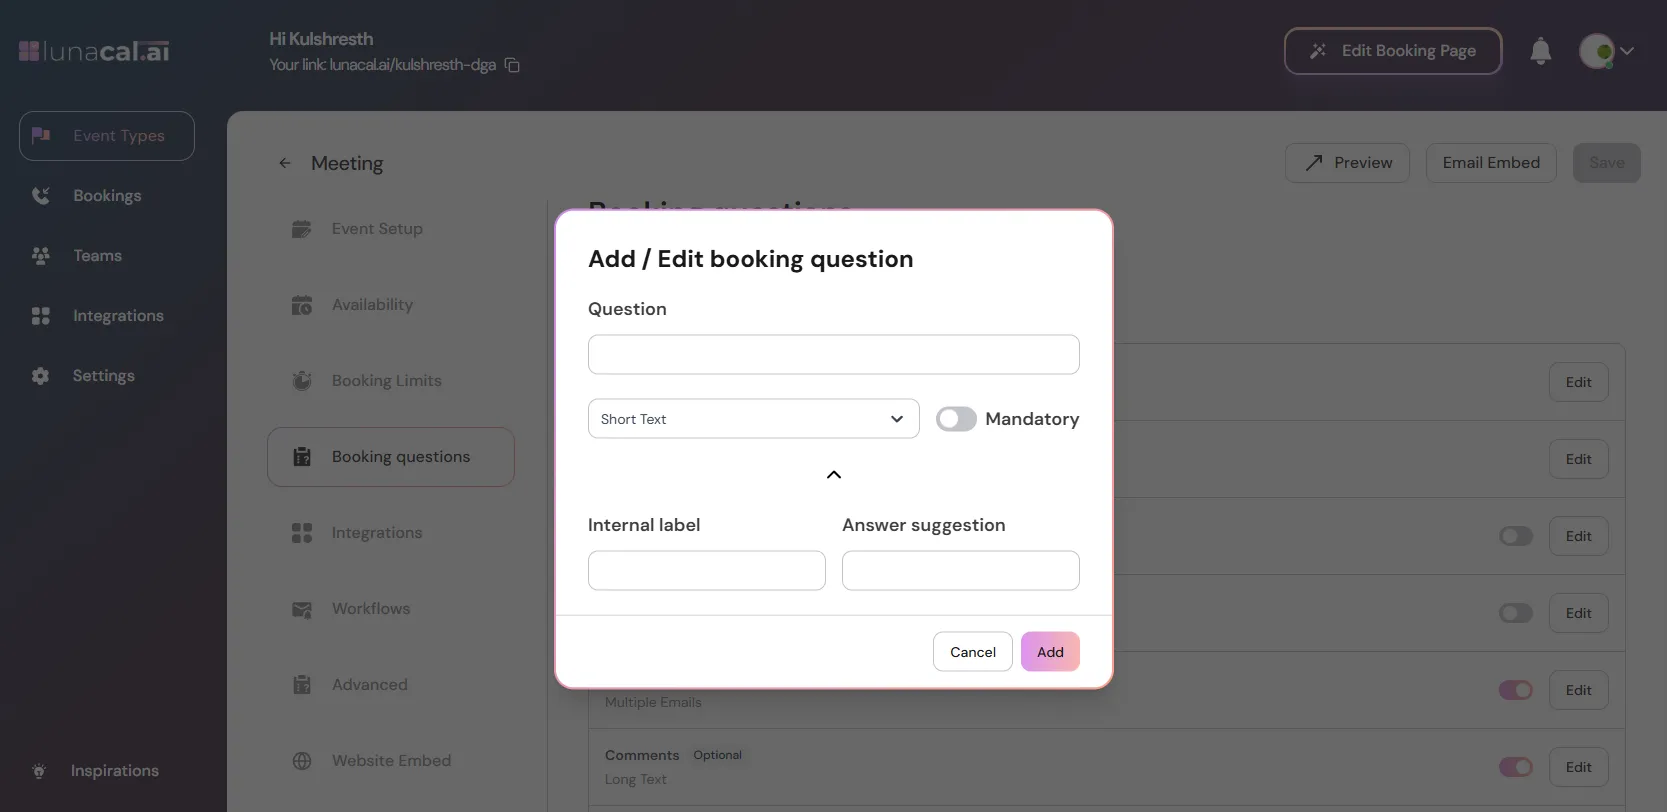 lunacal.ai
Hi Kulshresth
Your link: lunacal.ai/kulshresth-dga
Edit Booking Page
Event Types
Bookings
Teams
Integrations
Settings
Inspirations
Meeting
Preview
Email Embed
Save
Event Setup
Availability
Booking Limits
Booking questions
Integrations
Workflows
Advanced
Website Embed
Booking questions
Add / Edit booking question
Question
Short Text
Mandatory
Internal label
Answer suggestion
Cancel
Add
Edit
Edit
Edit
Edit
Multiple Emails
Edit
Comments Optional
Long Text
Edit